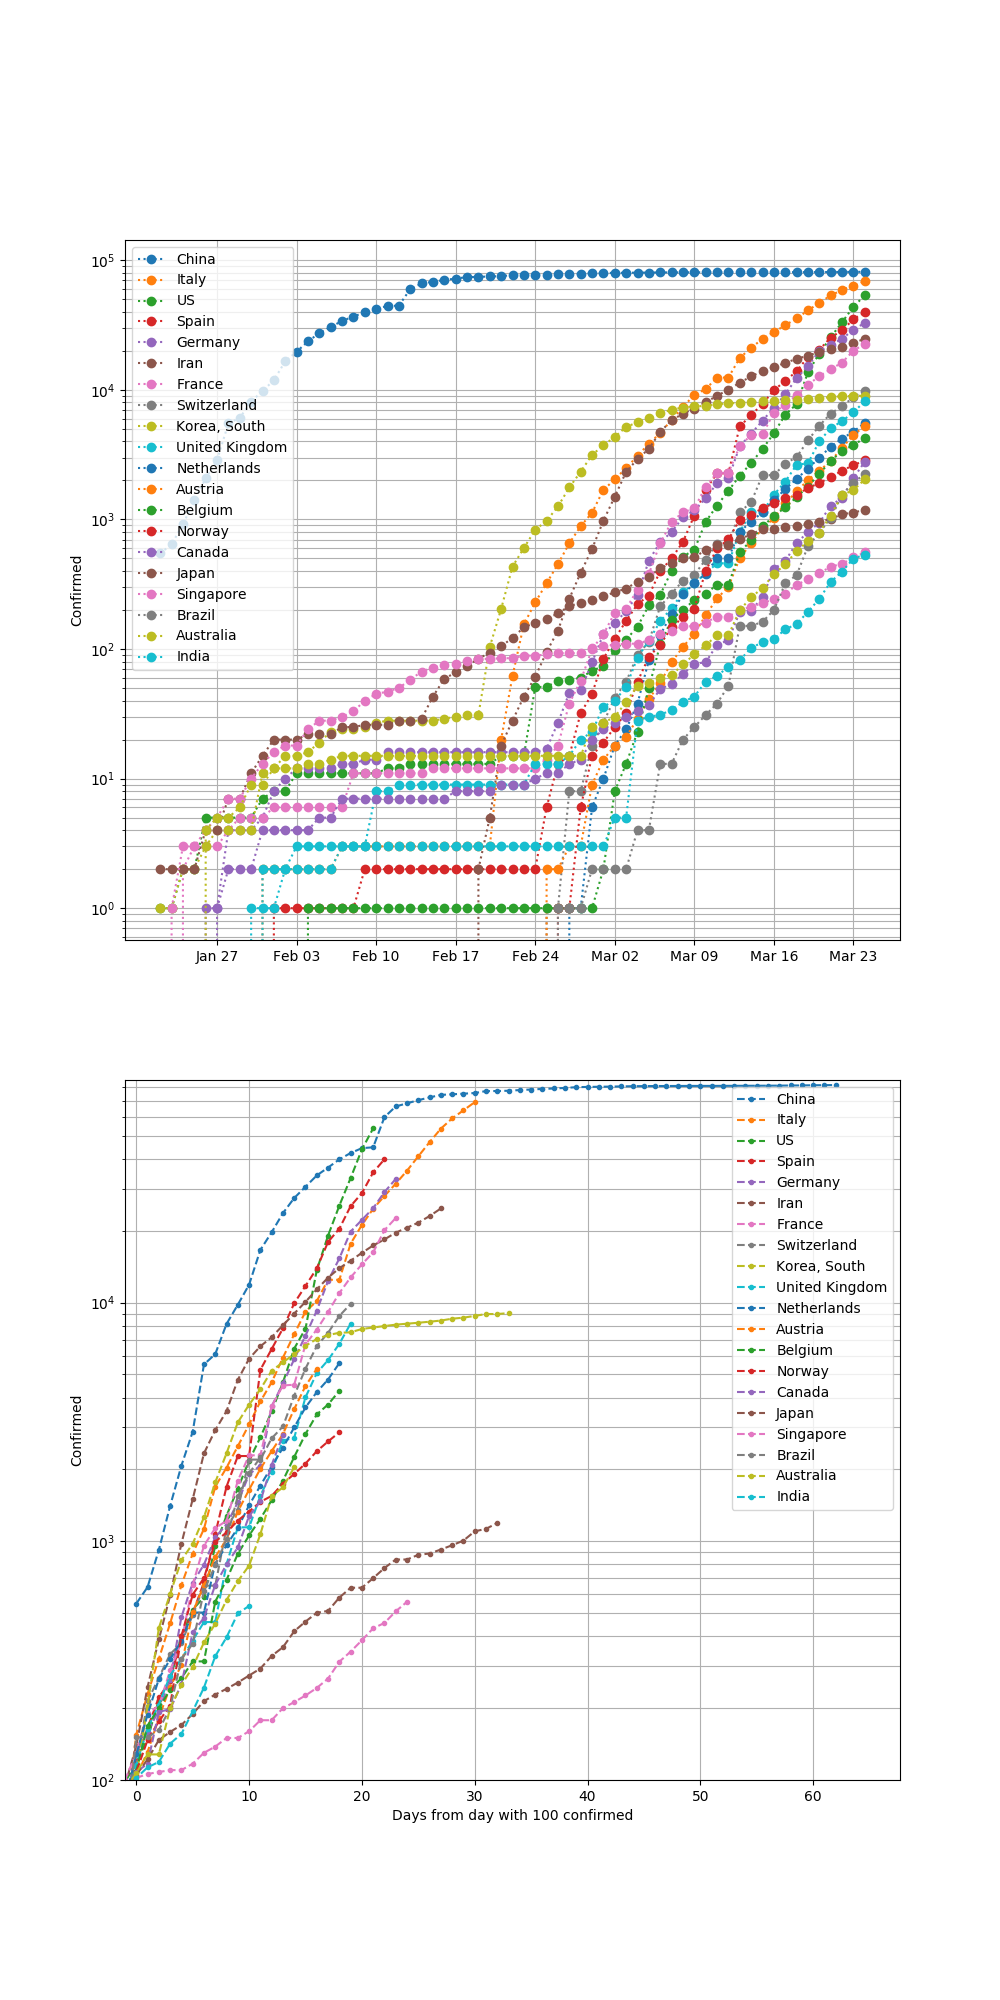 Confirmed
10^5
10^4
10^3
10^2
10^1
10^0
China
Italy
US
Spain
Germany
Iran
France
Switzerland
Korea, South
United Kingdom
Netherlands
Austria
Belgium
Norway
Canada
Japan
Singapore
Brazil
Australia
India
Jan 27 Feb 03 Feb 10 Feb 17 Feb 24 Mar 02 Mar 09 Mar 16 Mar 23
Confirmed
10^4
10^3
10^2
China
Italy
US
Spain
Germany
Iran
France
Switzerland
Korea, South
United Kingdom
Netherlands
Austria
Belgium
Norway
Canada
Japan
Singapore
Brazil
Australia
India
0 10 20 30 40 50 60
Days from day with 100 confirmed